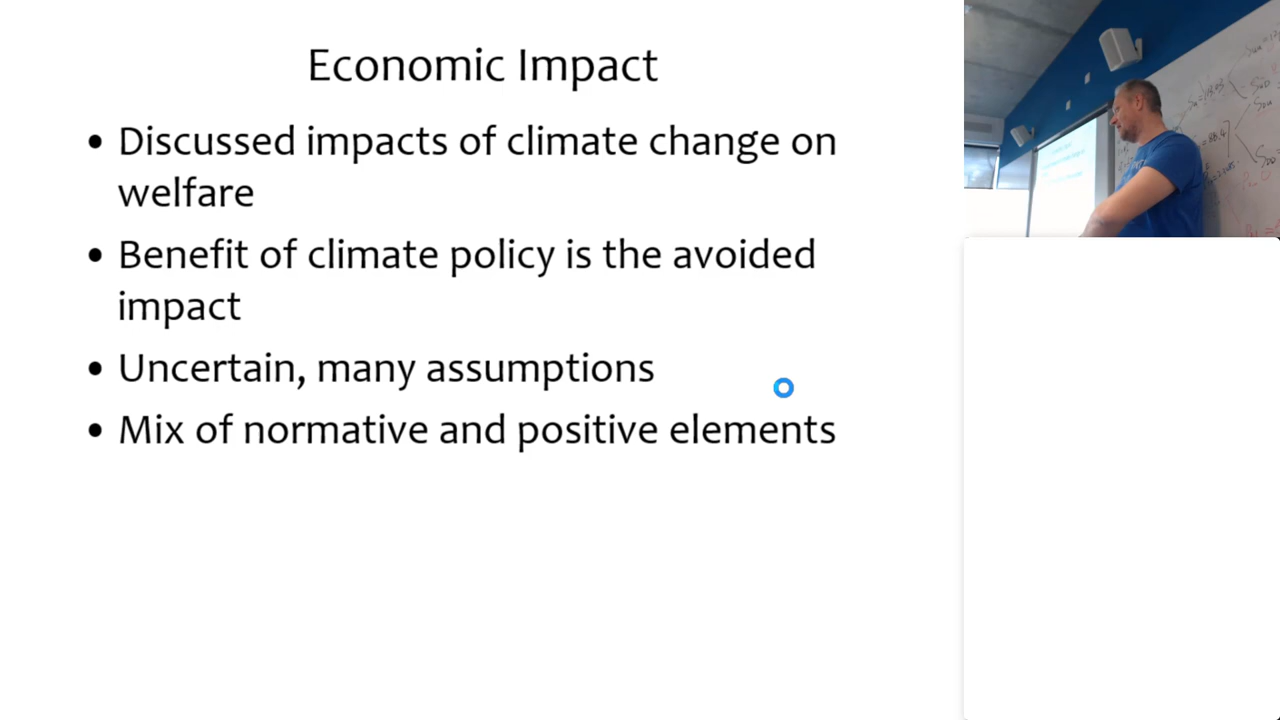 Economic Impact
• Discussed impacts of climate change on
welfare
• Benefit of climate policy is the avoided
impact
• Uncertain, many assumptions
• Mix of normative and positive elements